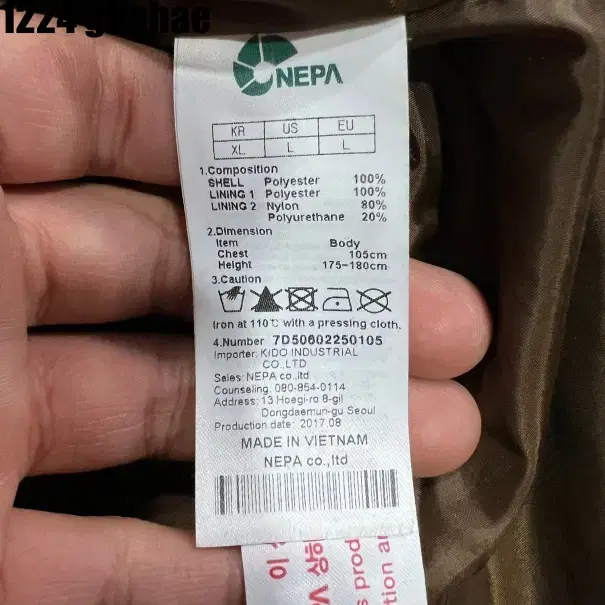 1224 gunhae
NEPA
KR US EU
XL L L
1.Composition
SHELL Polyester 100%
LINING 1 Polyester 100%
LINING 2 Nylon 80%
Polyurethane 20%
2.Dimension
Item Body
Chest 105cm
Height 175-180cm
3.Caution
Iron at 110℃ with a pressing cloth.
4.Number 7D50602250105
Importer: KIDO INDUSTRIAL
CO.,LTD
Sales: NEPA co.,ltd
Counseling: 080-854-0114
Address: 13 Hoegi-ro 8-gil
Dongdaemun-gu Seoul
Production date: 2017.08
MADE IN VIETNAM
NEPA co.,ltd